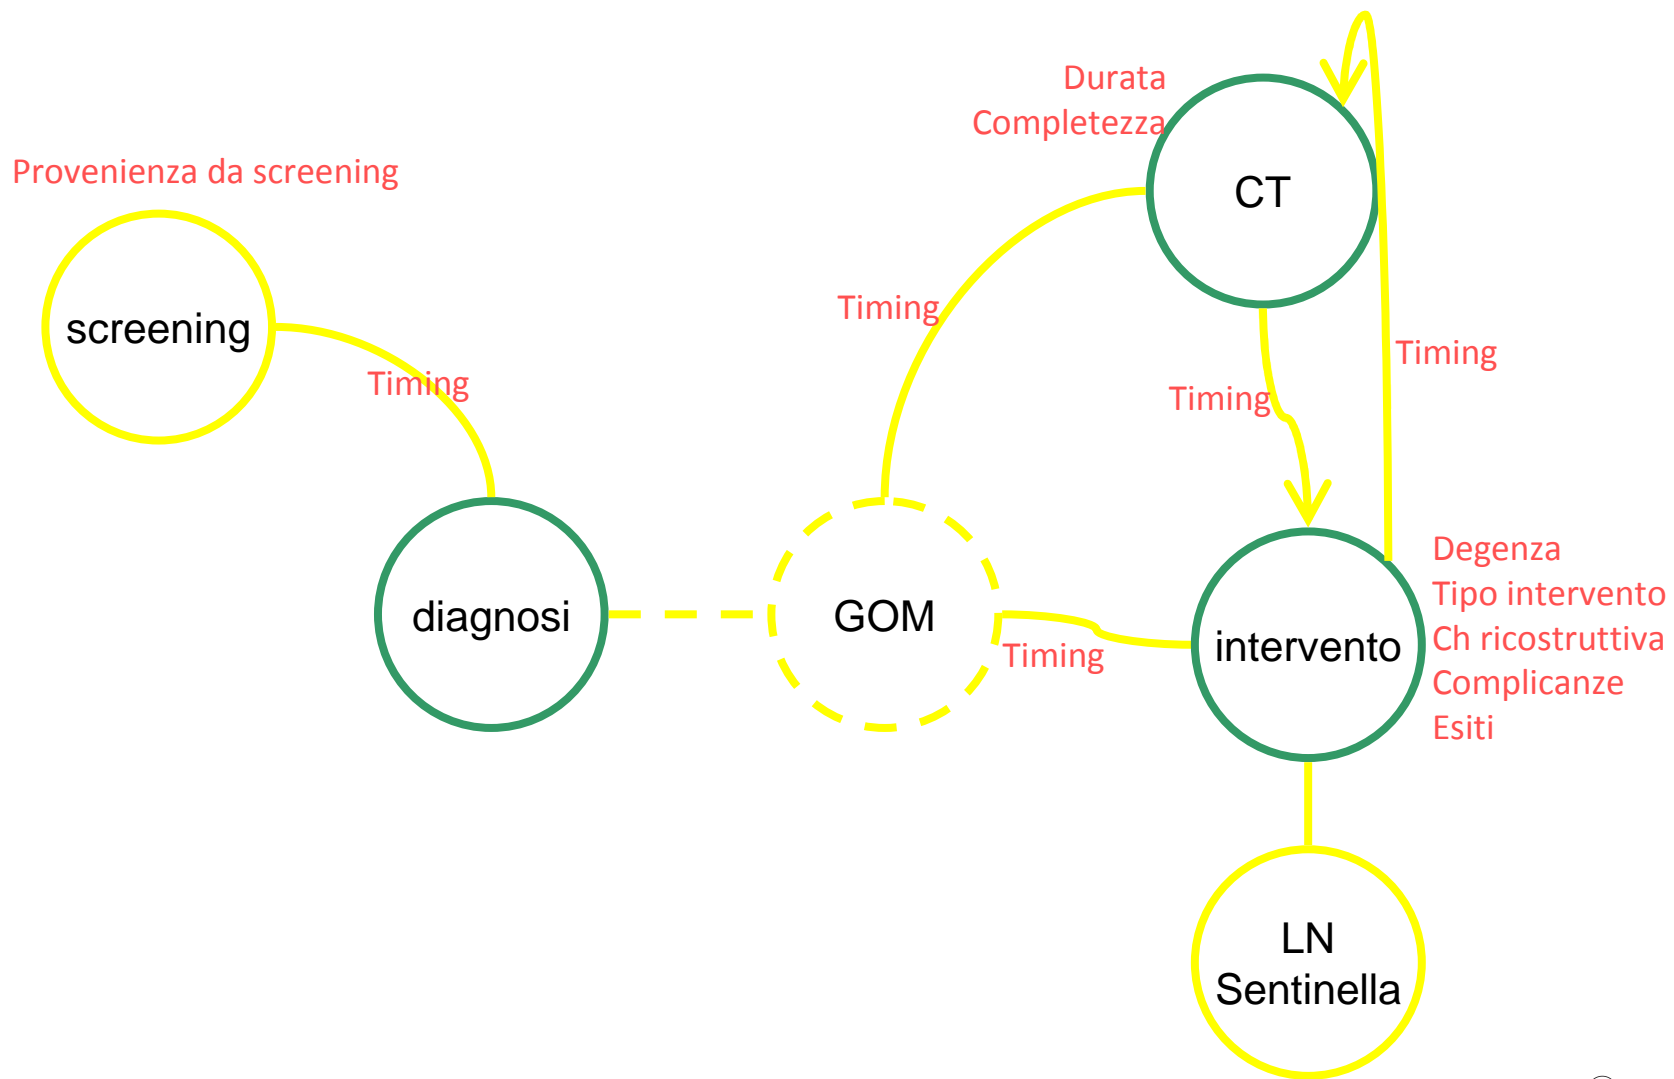 Durata
Completezza
CT
Provenienza da screening
screening
Timing
Timing
Timing
Timing
diagnosi
GOM
Timing
intervento
Degenza
Tipo intervento
Ch ricostruttiva
Complicanze
Esiti
LN
Sentinella